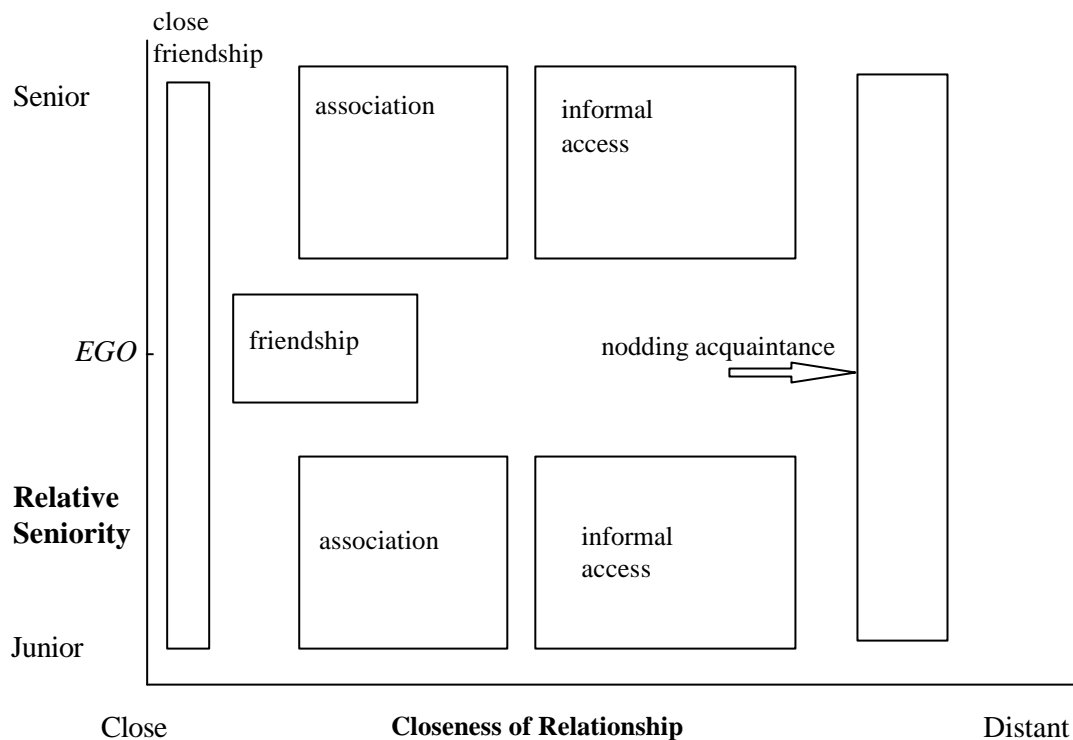 close
friendship
Senior
association
informal
access
EGO
friendship
nodding acquaintance
Relative
Seniority
association
informal
access
Junior
Close
Closeness of Relationship
Distant